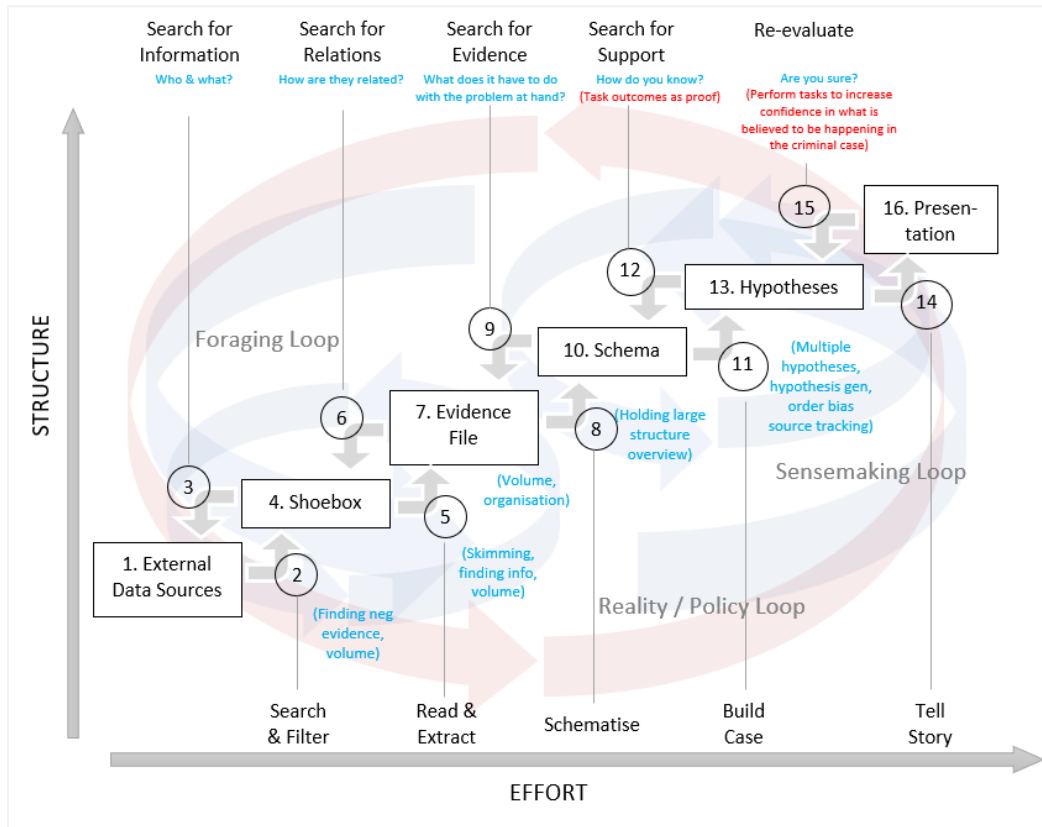 Search for
Information
Who & what?
Search for
Relations
How are they related?
Search for
Evidence
What does it have to do
with the problem at hand?
Search for
Support
How do you know?
(Task outcomes as proof)
Re-evaluate
Are you sure?
(Perform tasks to increase
confidence in what is
believed to be happening in
the criminal case)
STRUCTURE
15
16. Presen-
tation
12
13. Hypotheses
14
9
Foraging Loop
10. Schema
11
(Multiple
hypotheses,
hypothesis gen,
order bias
source tracking)
6
7. Evidence
File
8
(Holding large
structure
overview)
Sensemaking Loop
3
4. Shoebox
(Volume,
organisation)
5
1. External
Data Sources
2
(Skimming,
finding info,
volume)
(Finding neg
evidence,
volume)
Reality / Policy Loop
Search
& Filter
Read &
Extract
Schematise
Build
Case
Tell
Story
EFFORT